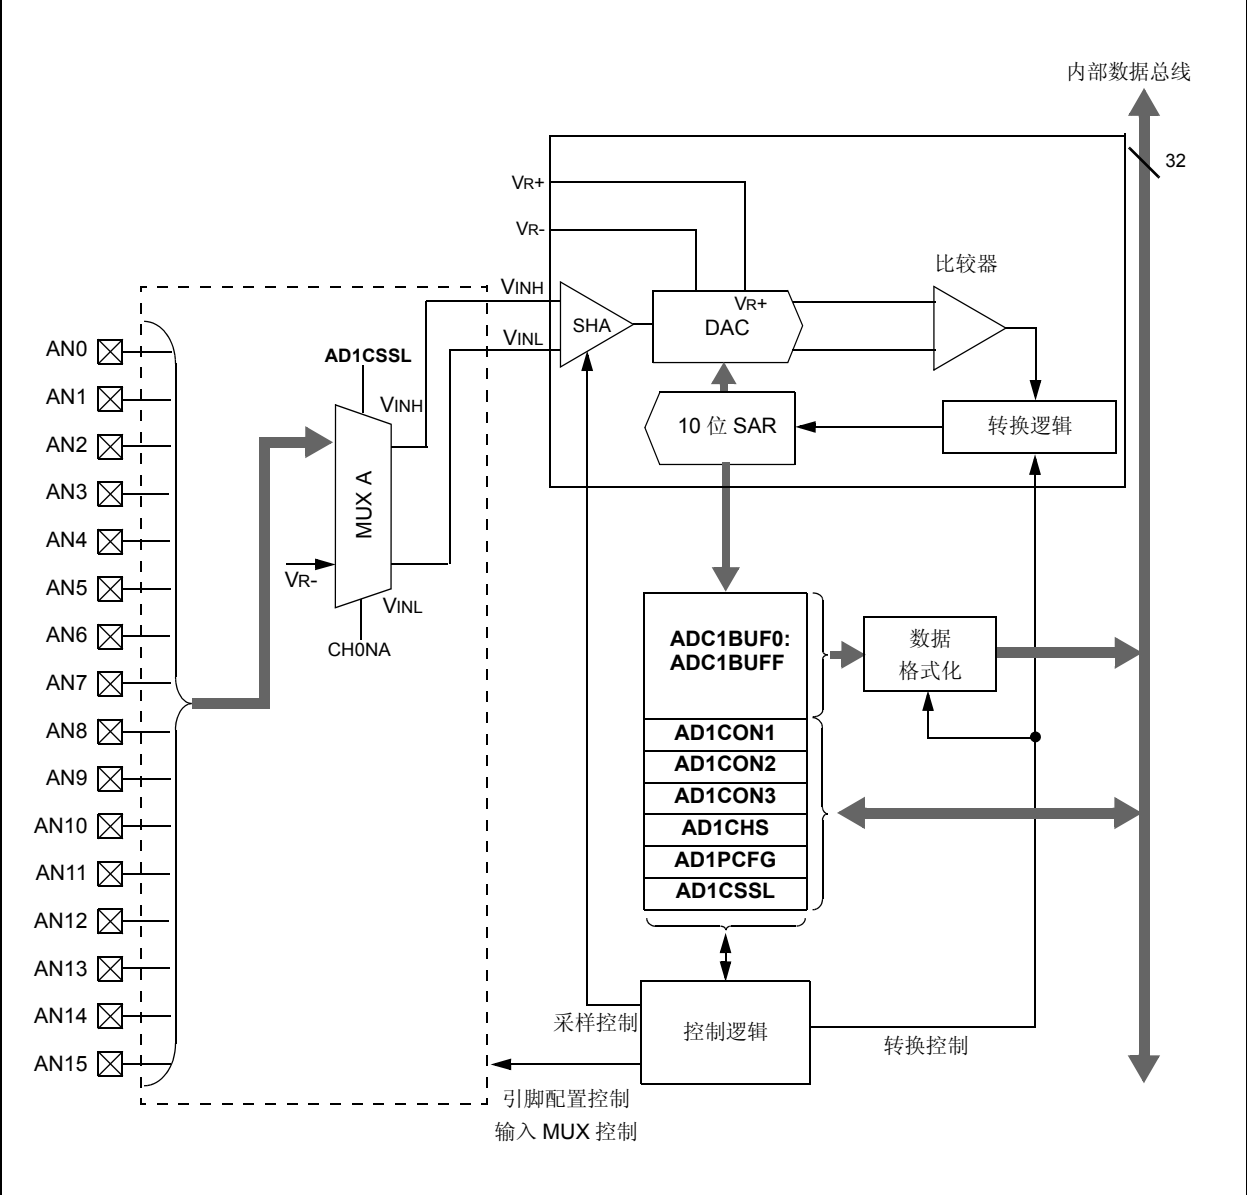 内部数据总线
32
VR+
VR-
比较器
VINH
VR+
SHA
DAC
VINL
AN0
AD1CSSL
AN1
VINH
10 位 SAR
转换逻辑
AN2
AN3
MUX A
AN4
AN5
VR-
VINL
AN6
CH0NA
ADC1BUF0:
ADC1BUFF
数据
格式化
AN7
AN8
AD1CON1
AD1CON2
AN9
AD1CON3
AN10
AD1CHS
AN11
AD1PCFG
AD1CSSL
AN12
AN13
AN14
采样控制
控制逻辑
转换控制
AN15
引脚配置控制
输入 MUX 控制